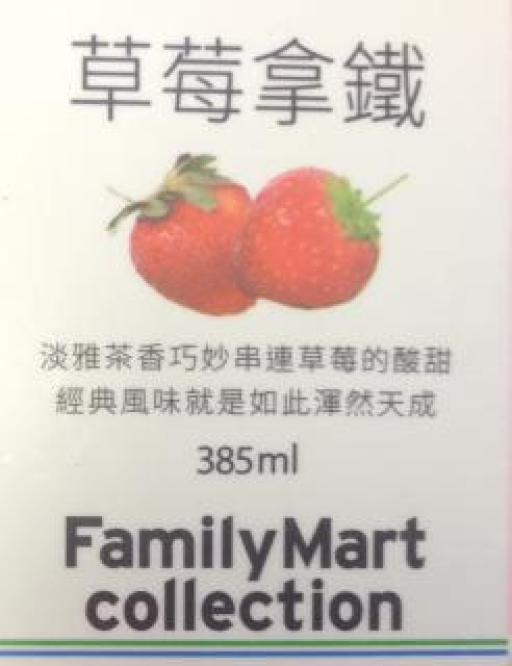 草莓拿鐵
淡雅茶香巧妙串連草莓的酸甜
經典風味就是如此渾然天成
385ml
FamilyMart
collection